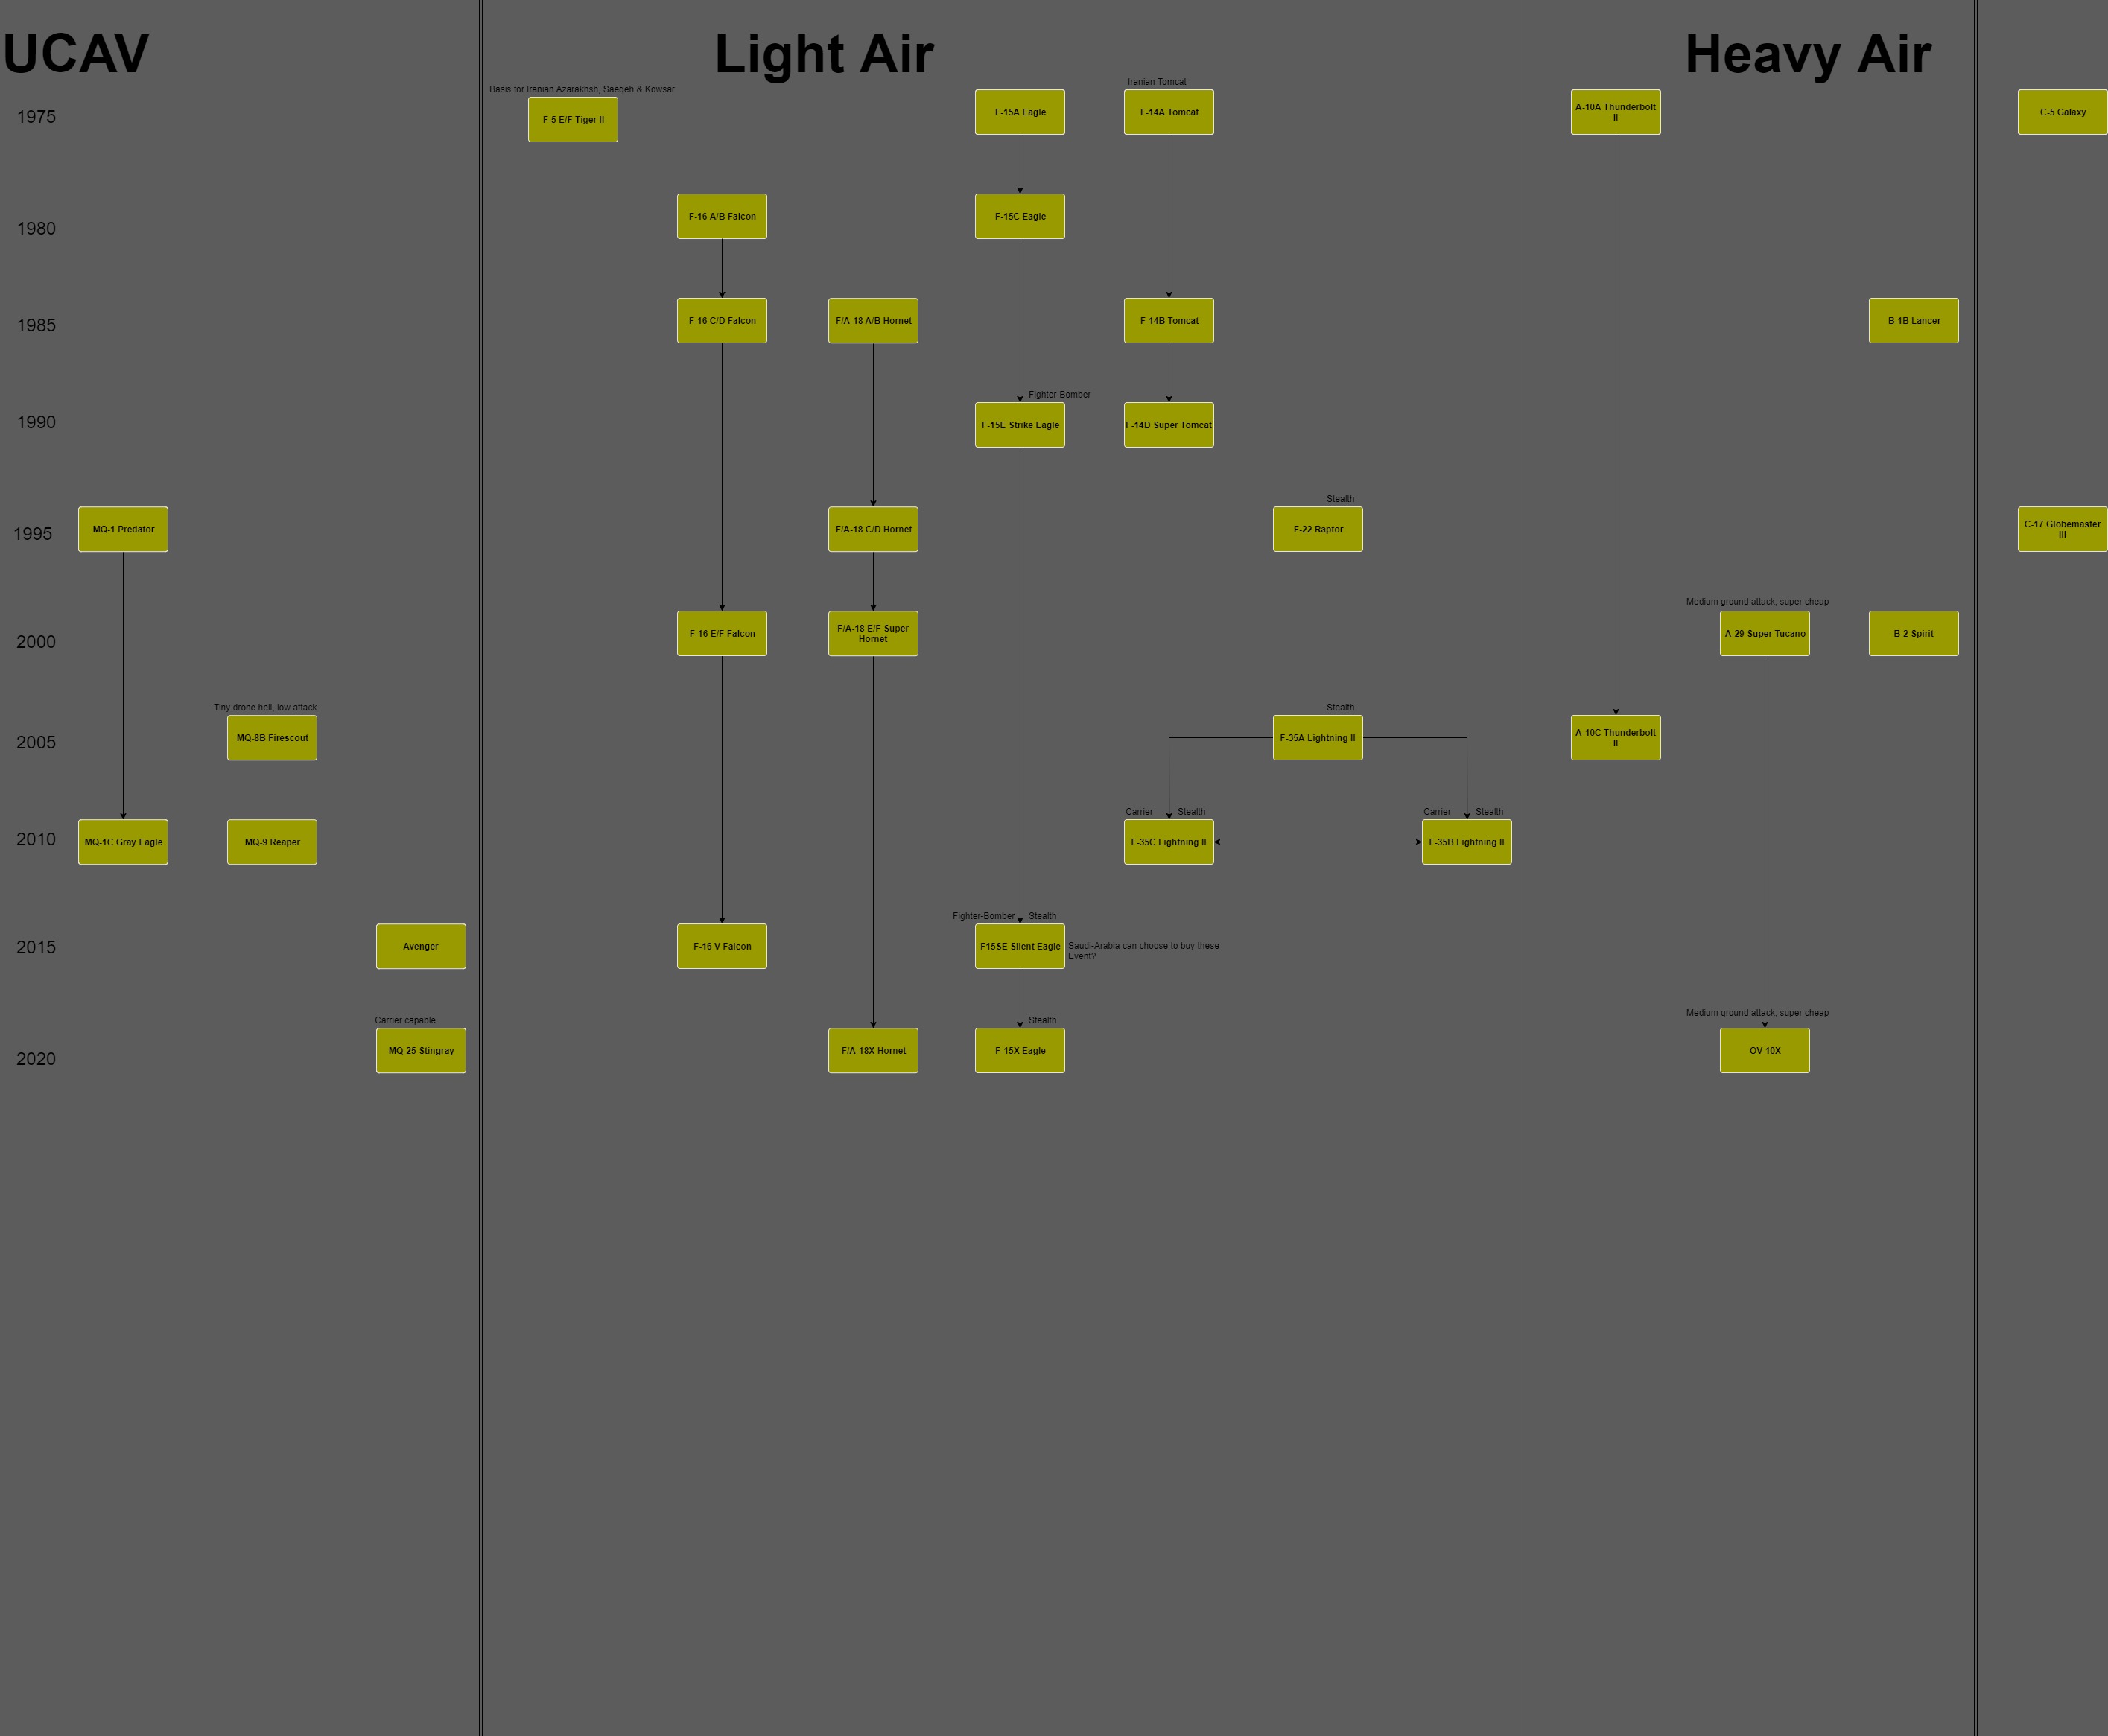 UCAV
Light Air
Heavy Air
Iranian Tomcat
Basis for Iranian Azarakhsh, Saeqeh & Kowsar
1975
F-5 E/F Tiger II
F-15A Eagle
F-14A Tomcat
A-10A Thunderbolt
II
C-5 Galaxy
1980
F-16 A/B Falcon
F-15C Eagle
1985
F-16 C/D Falcon
F/A-18 A/B Hornet
F-14B Tomcat
B-1B Lancer
Fighter-Bomber
1990
F-15E Strike Eagle
F-14D Super Tomcat
Stealth
1995
MQ-1 Predator
F/A-18 C/D Hornet
F-22 Raptor
C-17 Globemaster
III
Medium ground attack, super cheap
2000
F-16 E/F Falcon
F/A-18 E/F Super
Hornet
A-29 Super Tucano
B-2 Spirit
Tiny drone heli, low attack
Stealth
2005
MQ-8B Firescout
F-35A Lightning II
A-10C Thunderbolt
II
Carrier
Stealth
Carrier
Stealth
2010
MQ-1C Gray Eagle
MQ-9 Reaper
F-35C Lightning II
F-35B Lightning II
Fighter-Bomber
Stealth
2015
Avenger
F-16 V Falcon
F15SE Silent Eagle
Saudi-Arabia can choose to buy these
Event?
Carrier capable
Stealth
Medium ground attack, super cheap
2020
MQ-25 Stingray
F/A-18X Hornet
F-15X Eagle
OV-10X